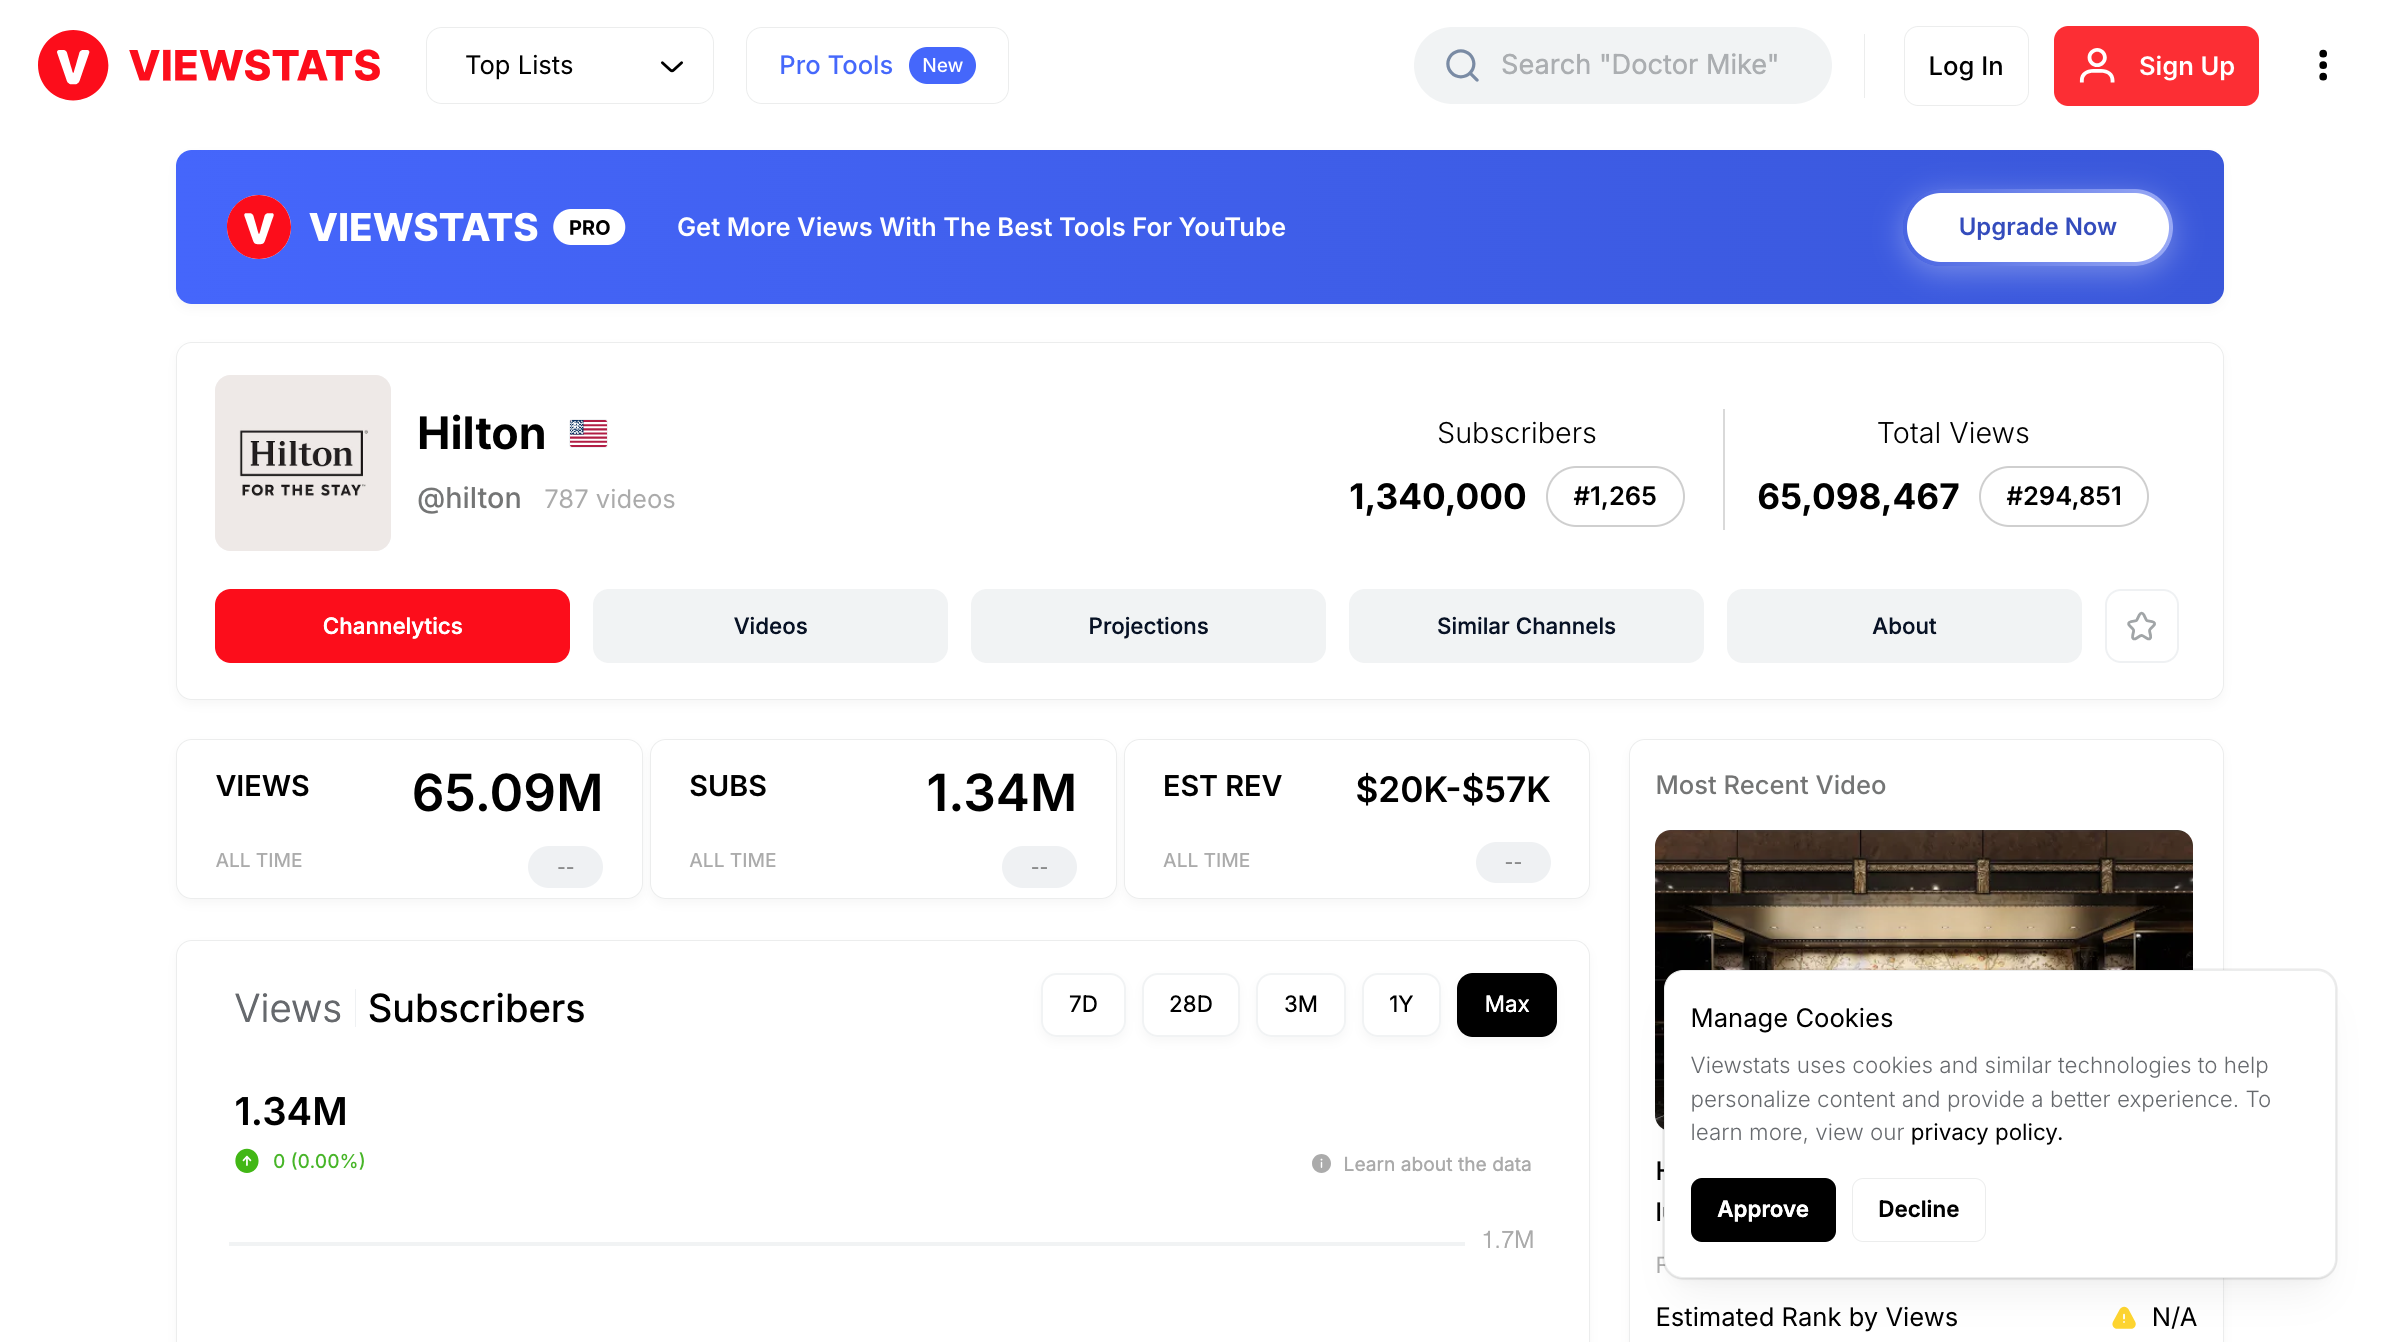 VIEWSTATS
Top Lists
Pro Tools New
Search "Doctor Mike"
Log In
Sign Up
VIEWSTATS PRO
Get More Views With The Best Tools For YouTube
Upgrade Now
Hilton
FOR THE STAY
Hilton
@hilton 787 videos
Subscribers
1,340,000 #1,265
Total Views
65,098,467 #294,851
Channelytics
Videos
Projections
Similar Channels
About
VIEWS 65.09M
ALL TIME --
SUBS 1.34M
ALL TIME --
EST REV $20K-$57K
ALL TIME --
Views Subscribers
7D 28D 3M 1Y Max
1.34M
0 (0.00%)
Learn about the data
1.7M
Most Recent Video
Manage Cookies
Viewstats uses cookies and similar technologies to help
personalize content and provide a better experience. To
learn more, view our privacy policy.
Approve Decline
Estimated Rank by Views N/A